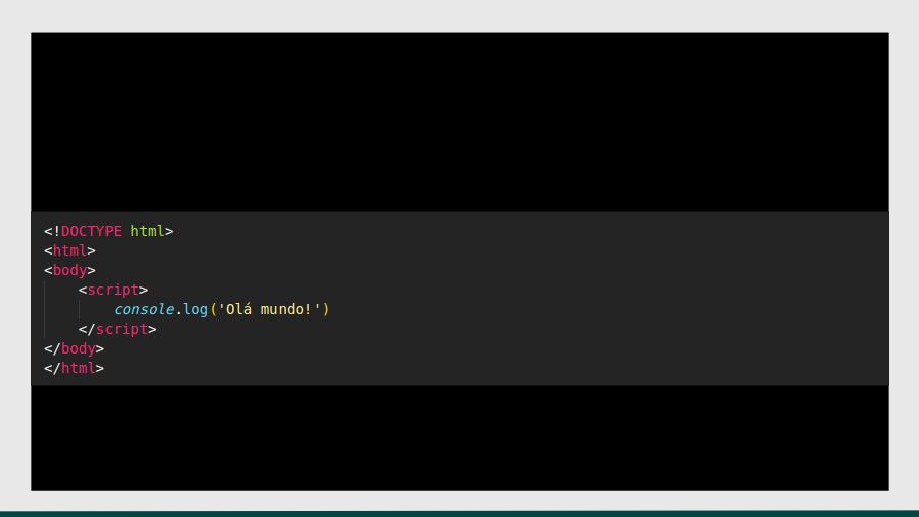 <!DOCTYPE html>
<html>
<body>
    <script>
        console.log('Olá mundo!')
    </script>
</body>
</html>